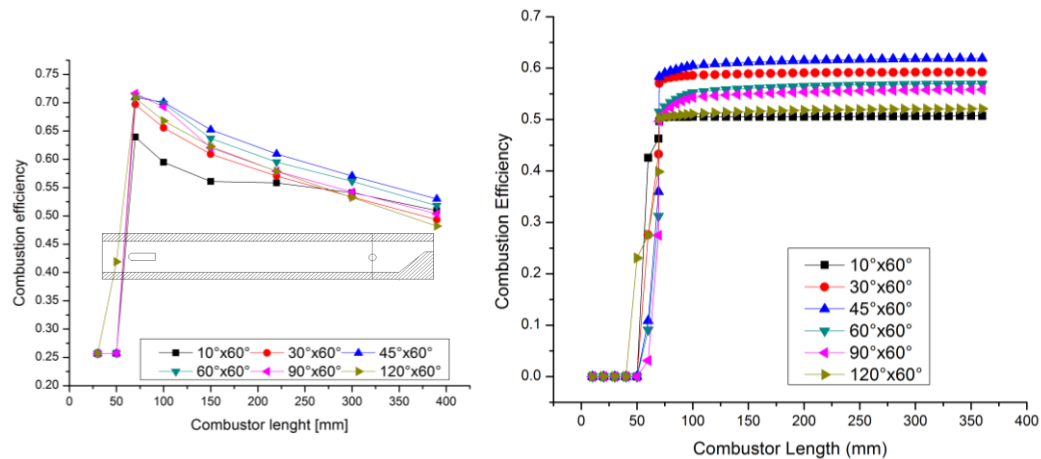 0.75
0.70
0.65
0.60
0.55
0.50
0.45
0.40
0.35
0.30
0.25
0.20
Combustion efficiency
0 50 100 150 200 250 300 350 400
Combustor lenght [mm]
10°x60° 30°x60° 45°x60°
60°x60° 90°x60° 120°x60°
0.7
0.6
0.5
0.4
0.3
0.2
0.1
0.0
Combustion Efficiency
0 50 100 150 200 250 300 350 400
Combustor Length (mm)
10°x60°
30°x60°
45°x60°
60°x60°
90°x60°
120°x60°